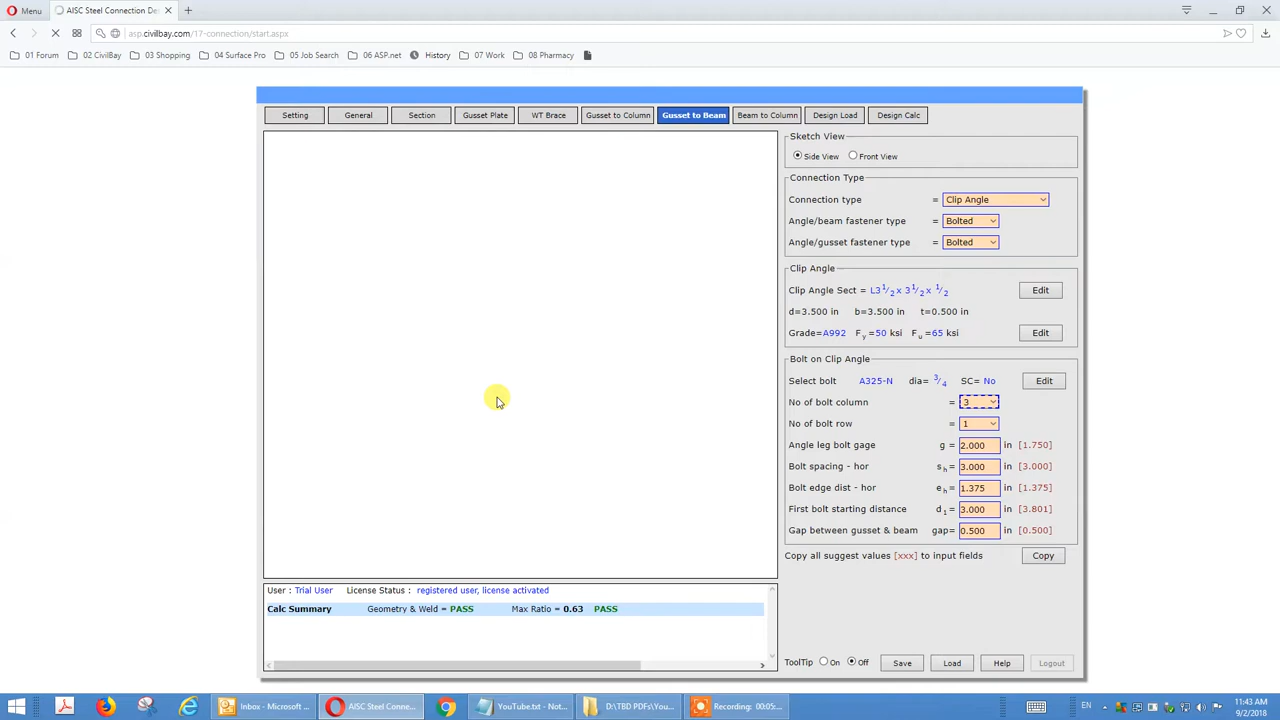 Menu
AISC Steel Connection De
asp.civilbay.com/17-connection/start.aspx
01 Forum 02 CivilBay 03 Shopping 04 Surface Pro 05 Job Search 06 ASP.net History 07 Work 08 Pharmacy
Setting General Section Gusset Plate WT Brace Gusset to Column Gusset to Beam Beam to Column Design Load Design Calc
Sketch View
Side View Front View
Connection Type
Connection type = Clip Angle
Angle/beam fastener type = Bolted
Angle/gusset fastener type = Bolted
Clip Angle
Clip Angle Sect = L3 1/2 x 3 1/2 x 1/2 Edit
d=3.500 in b=3.500 in t=0.500 in
Grade=A992 Fy=50 ksi Fu=65 ksi Edit
Bolt on Clip Angle
Select bolt A325-N dia= 3/4 SC= No Edit
No of bolt column = 3
No of bolt row = 1
Angle leg bolt gage g= 2.000 in [1.750]
Bolt spacing - hor sh= 3.000 in [3.000]
Bolt edge dist - hor eh= 1.375 in [1.375]
First bolt starting distance d1= 3.000 in [3.801]
Gap between gusset & beam gap= 0.500 in [0.500]
Copy all suggest values [xxx] to input fields Copy
User : Trial User License Status : registered user, license activated
Calc Summary Geometry & Weld = PASS Max Ratio = 0.63 PASS
ToolTip On Off Save Load Help Logout
Inbox - Microsoft ... AISC Steel Conne... YouTube.txt - Not... D:\TBD PDFs\You... Recording: 00:05:... EN 11:43 AM
9/2/2018